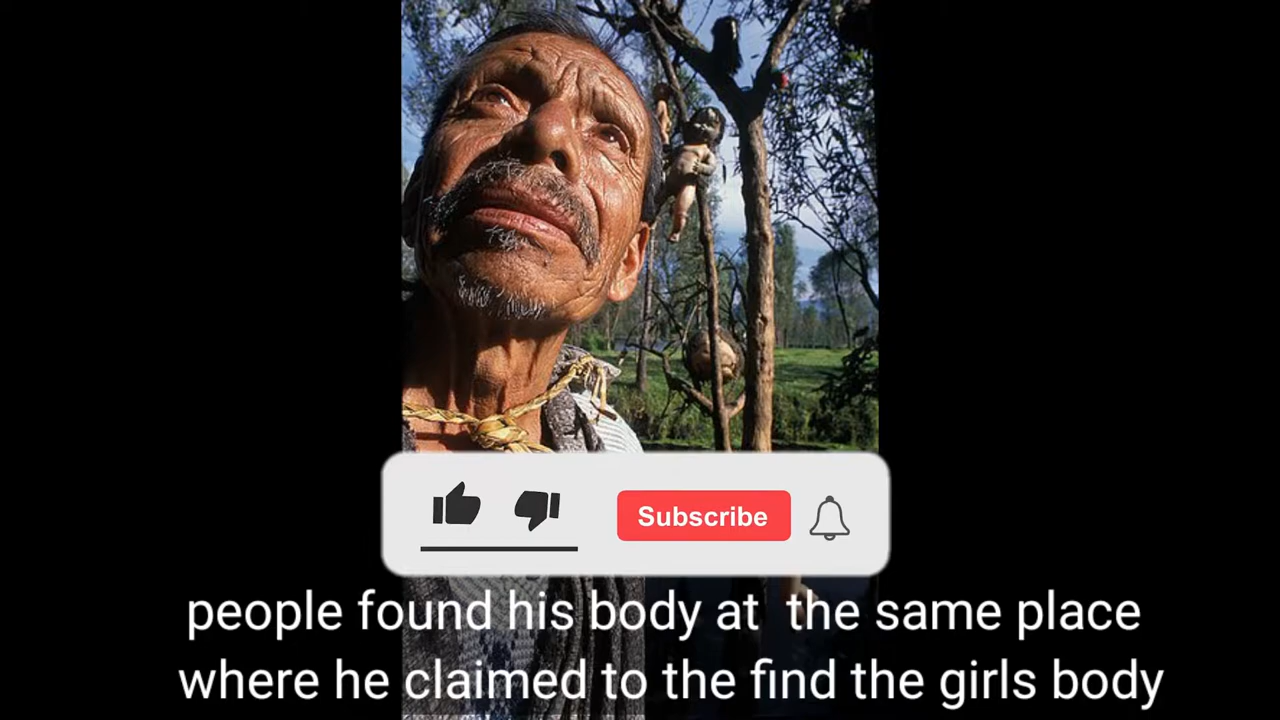 Subscribe
people found his body at the same place
where he claimed to the find the girls body